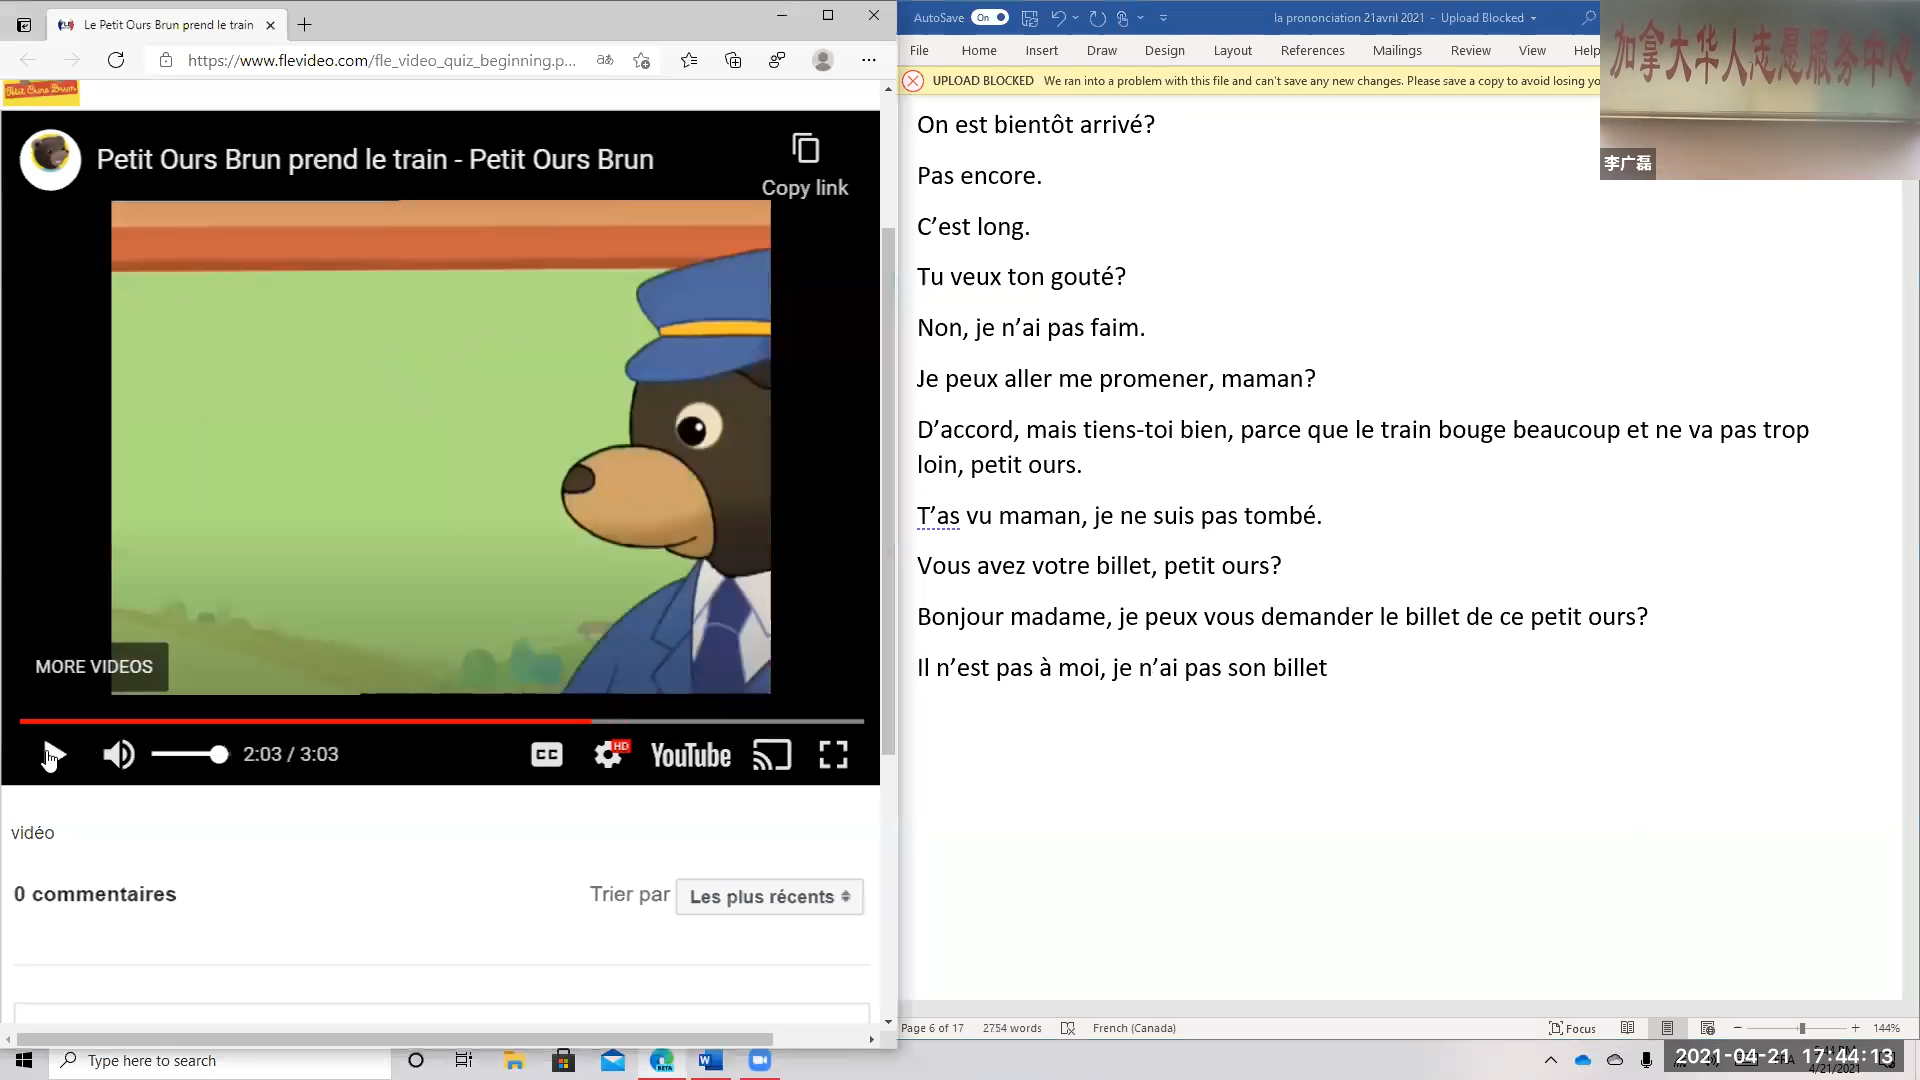 Le Petit Ours Brun prend le train
https://www.flevideo.com/fle_video_quiz_beginning.p...
Petit Ours Brun
Petit Ours Brun prend le train - Petit Ours Brun
Copy link
MORE VIDEOS
2:03 / 3:03
CC
HD
YouTube
vidéo
0 commentaires
Trier par
Les plus récents
AutoSave
On
la prononciation 21avril 2021 - Upload Blocked
File
Home
Insert
Draw
Design
Layout
References
Mailings
Review
View
Help
UPLOAD BLOCKED We ran into a problem with this file and can't save any new changes. Please save a copy to avoid losing yo
On est bientôt arrivé?
Pas encore.
C’est long.
Tu veux ton gouté?
Non, je n’ai pas faim.
Je peux aller me promener, maman?
D’accord, mais tiens-toi bien, parce que le train bouge beaucoup et ne va pas trop
loin, petit ours.
T’as vu maman, je ne suis pas tombé.
Vous avez votre billet, petit ours?
Bonjour madame, je peux vous demander le billet de ce petit ours?
Il n’est pas à moi, je n’ai pas son billet
加拿大华人志愿服务中心
李广磊
Page 6 of 17
2754 words
French (Canada)
Focus
144%
Type here to search
BETA
2021-04-21 17:44:13
4/21/2021